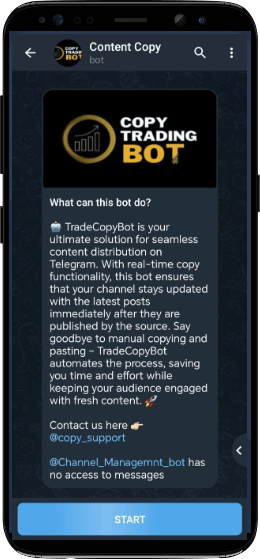 Content Copy
bot
COPY
TRADING
BOT
COPY
TRADING
BOT
What can this bot do?
🤖 TradeCopyBot is your
ultimate solution for seamless
content distribution on
Telegram. With real-time copy
functionality, this bot ensures
that your channel stays updated
with the latest posts
immediately after they are
published by the source. Say
goodbye to manual copying and
pasting – TradeCopyBot
automates the process, saving
you time and effort while
keeping your audience engaged
with fresh content. 🚀
Contact us here 👉🏻
@copy_support
@Channel_Managemnt_bot has
no access to messages
START